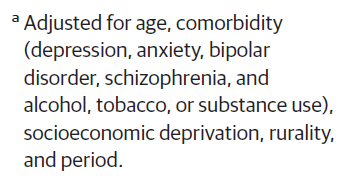 a Adjusted for age, comorbidity
(depression, anxiety, bipolar
disorder, schizophrenia, and
alcohol, tobacco, or substance use),
socioeconomic deprivation, rurality,
and period.